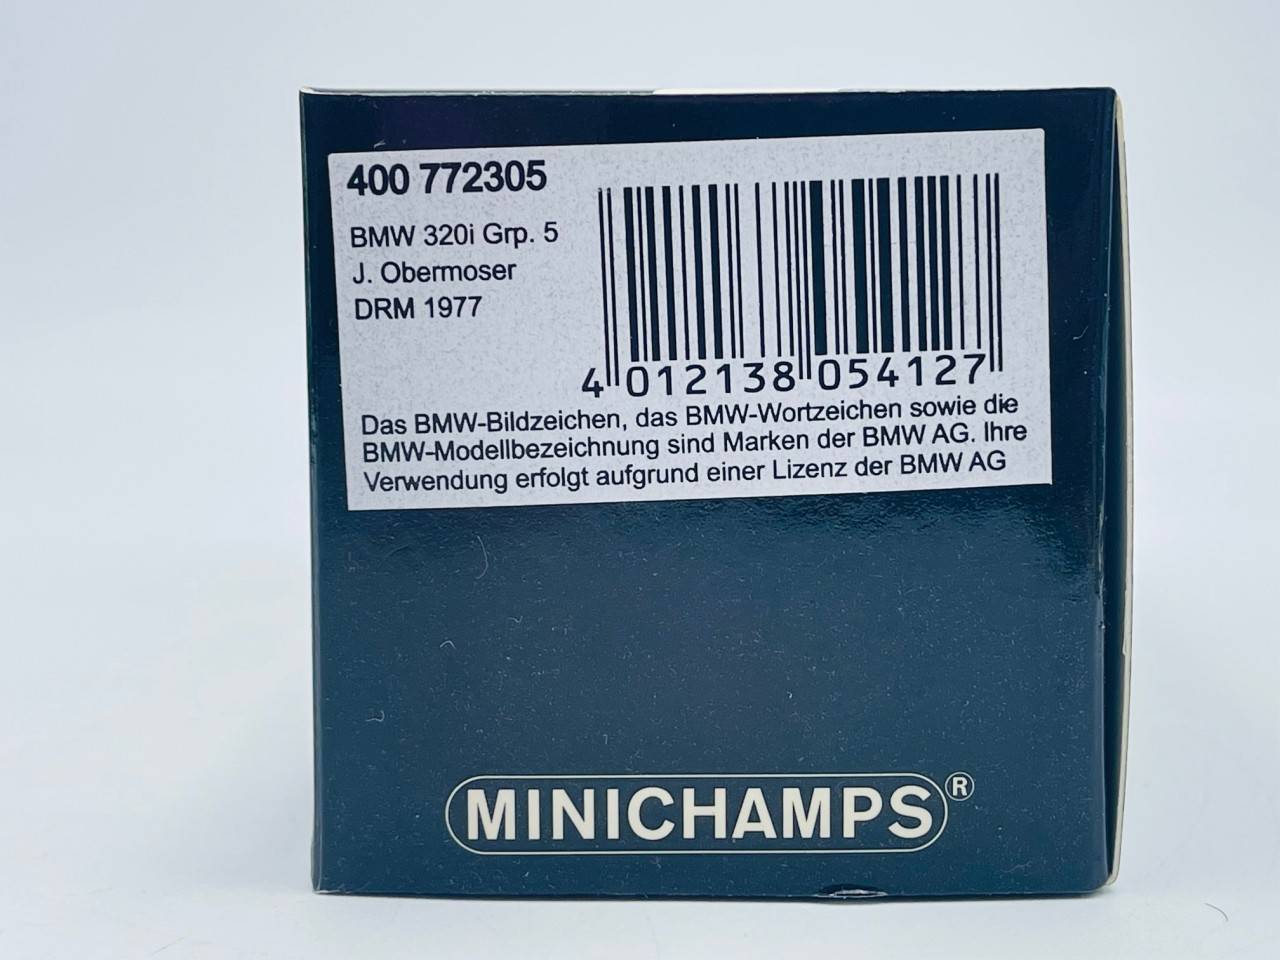 400 772305
BMW 320i Grp. 5
J. Obermoser
DRM 1977
4 012138 054127
Das BMW-Bildzeichen, das BMW-Wortzeichen sowie die
BMW-Modellbezeichnung sind Marken der BMW AG. Ihre
Verwendung erfolgt aufgrund einer Lizenz der BMW AG
MINICHAMPS®